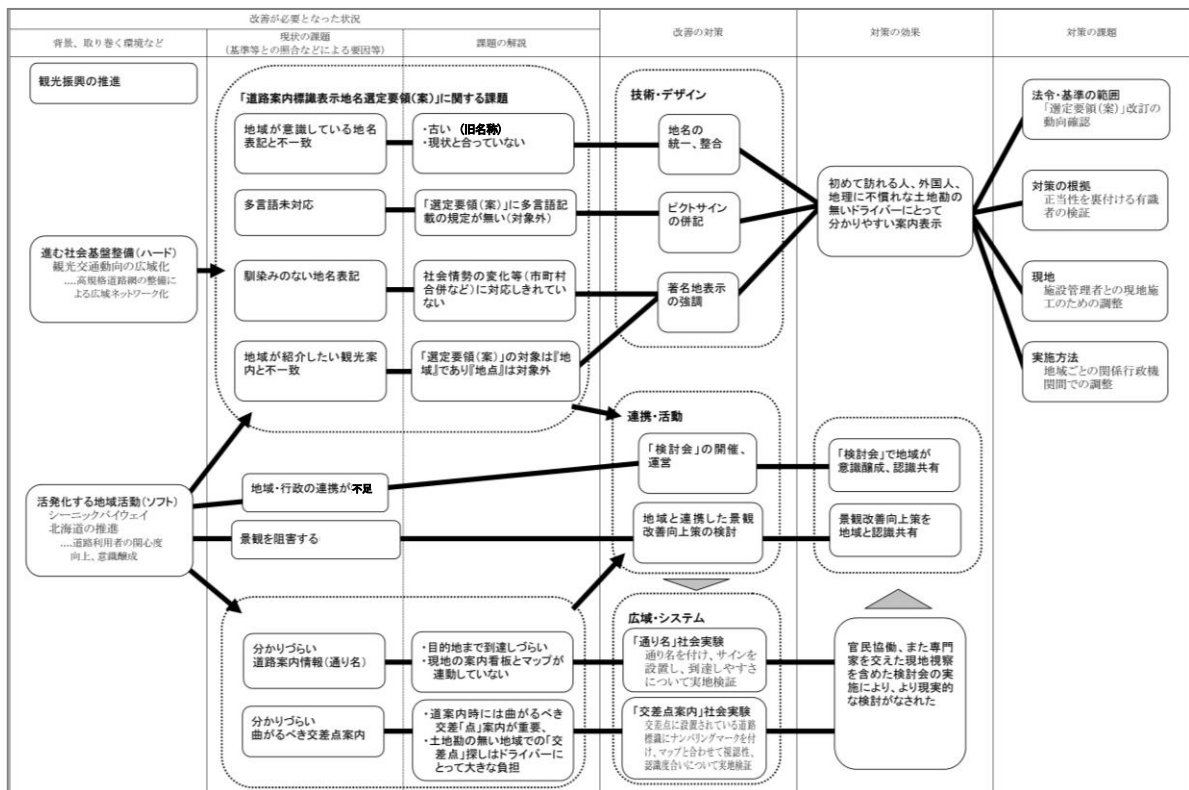 改善が必要となった状況
背景、取り巻く環境など
現状の課題
(基準等との照合などによる要因等)
課題の解説
改善の対策
対策の効果
対策の課題
観光振興の推進
進む社会基盤整備(ハード)
観光交通動向の広域化
....高規格道路網の整備に
よる広域ネットワーク化
活発化する地域活動(ソフト)
シーニックバイウェイ
北海道の推進
....道路利用者の関心度
向上、意識醸成
「道路案内標識表示地名選定要領(案)」に関する課題
地域が意識している地名
表記と不一致
・古い (旧名称)
・現状と合っていない
多言語未対応
「選定要領(案)」に多言語記
載の規定が無い(対象外)
馴染みのない地名表記
社会情勢の変化等(市町村
合併など)に対応しきれてい
ない
地域が紹介したい観光案
内と不一致
「選定要領(案)」の対象は『地
域』であり『地点』は対象外
地域・行政の連携が不足
景観を阻害する
分かりづらい
道路案内情報(通り名)
・目的地まで到達しづらい
・現地の案内看板とマップが
連動していない
分かりづらい
曲がるべき交差点案内
・道案内時には曲がるべき
交差「点」案内が重要、
・土地勘の無い地域での「交
差点」探しはドライバーに
とって大きな負担
技術・デザイン
地名の
統一、整合
ピクトサイン
の併記
著名地表示
の強調
連携・活動
「検討会」の開催、
運営
地域と連携した景観
改善向上策の検討
広域・システム
「通り名」社会実験
通り名を付け、サインを
設置し、到達しやすさ
について実地検証
「交差点案内」社会実験
交差点に設置されている道路
標識にナンバリングマークを付
け、マップと合わせて視認性、
認識度合いについて実地検証
初めて訪れる人、外国人、
地理に不慣れな土地勘の
無いドライバーにとって
分かりやすい案内表示
「検討会」で地域が
意識醸成、認識共有
景観改善向上策を
地域と認識共有
官民協働、また専門
家を交えた現地視察
を含めた検討会の実
施により、より現実的
な検討がなされた
法令・基準の範囲
「選定要領(案)」改訂の
動向確認
対策の根拠
正当性を裏付ける有識
者の検証
現地
施設管理者との現地施
工のための調整
実施方法
地域ごとの関係行政機
関間での調整